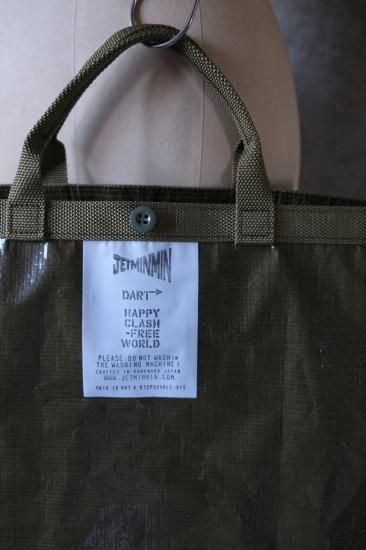 JETMINMIN
DART→
HAPPY
CLASH
-FREE
WORLD
PLEASE DO NOT WASH IN
THE WASHING MACHINE!
CRAFTED IN HAMANAKO JAPAN
WWW.JETMINMIN.COM
THIS IS NOT A DISPOSABLE-BAG